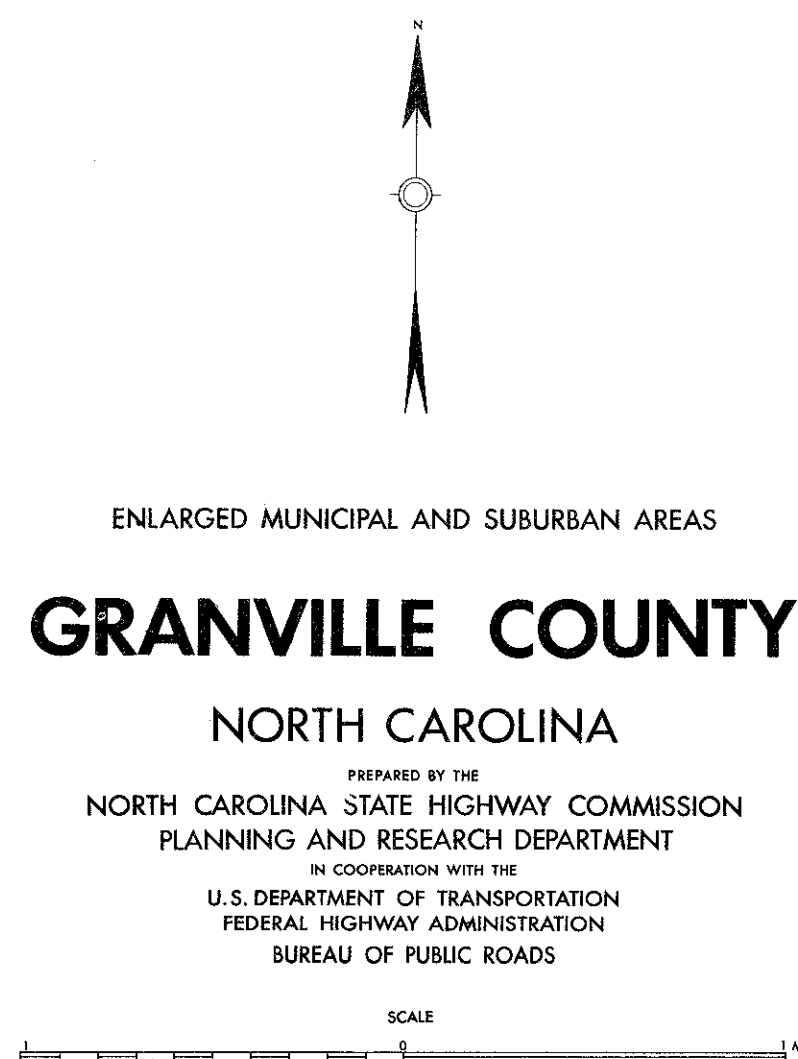 N
ENLARGED MUNICIPAL AND SUBURBAN AREAS
GRANVILLE COUNTY
NORTH CAROLINA
PREPARED BY THE
NORTH CAROLINA STATE HIGHWAY COMMISSION
PLANNING AND RESEARCH DEPARTMENT
IN COOPERATION WITH THE
U.S. DEPARTMENT OF TRANSPORTATION
FEDERAL HIGHWAY ADMINISTRATION
BUREAU OF PUBLIC ROADS
SCALE
1 0 1